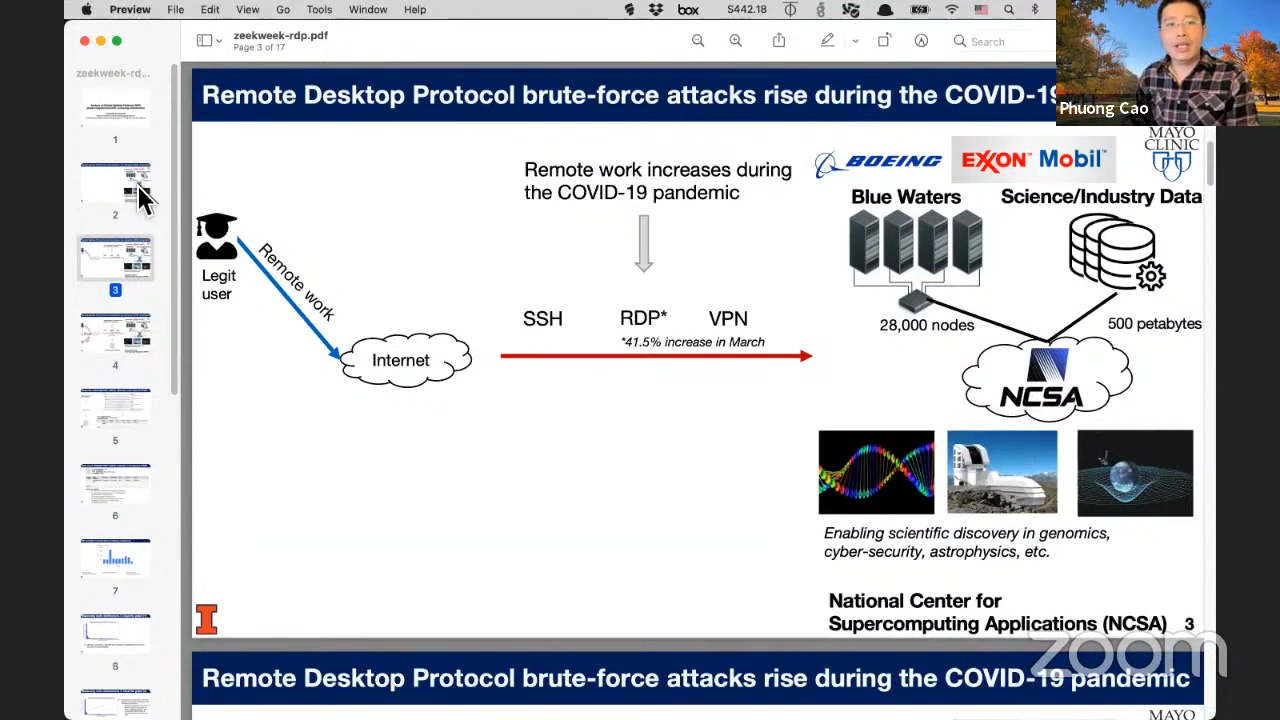 Preview File Edit View Go Tools Window Help
box
S442.18
zeekweek-rdp.pdf
Page 3 of 17
Search
zeekweek-rd...
1
2
3
4
5
6
7
8
Phuong Cao
Remote Desktop Protocol brute-force attacks rise during the COVID-19
Remote work increases during
the COVID-19 pandemic
BOEING
EXXON Mobil™
MAYO
CLINIC
Blue Waters
Science/Industry Data
Legit
user
Remote work
Internet
SSH RDP* VPN
*41.5% increase in March
28,000 nodes
500 petabytes
NCSA
Enabling scientific discovery in genomics,
cyber-security, astrophysics, etc.
National Center for
Supercomputing Applications (NCSA) 3
I
zoom
Remote Desktop Protocol brute-force attacks rise during the COVID-19 pandemic
MAYO